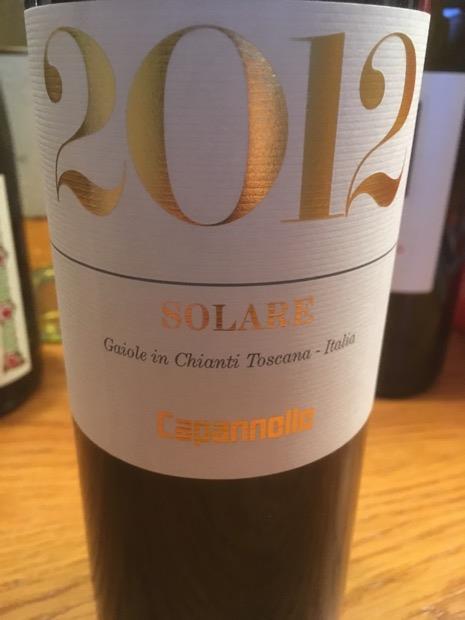 2012
SOLARE
Gaiole in Chianti Toscana - Italia
Capannelle